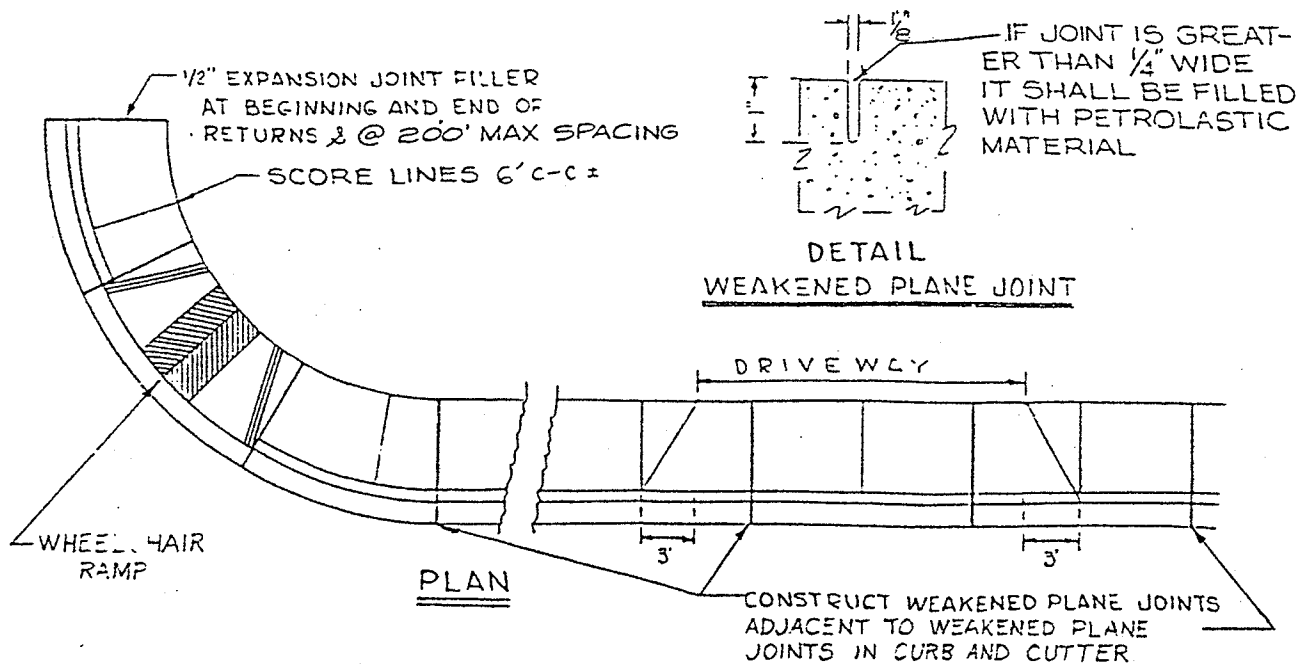 1/2" EXPANSION JOINT FILLER
AT BEGINNING AND END OF
RETURNS & @ 200' MAX SPACING
SCORE LINES 6' C-C ±
1/8"
IF JOINT IS GREAT-
ER THAN 1/4" WIDE
IT SHALL BE FILLED
WITH PETROLASTIC
MATERIAL
DETAIL
WEAKENED PLANE JOINT
DRIVEWAY
WHEEL HAIR
RAMP
PLAN
3'
3'
CONSTRUCT WEAKENED PLANE JOINTS
ADJACENT TO WEAKENED PLANE
JOINTS IN CURB AND CUTTER